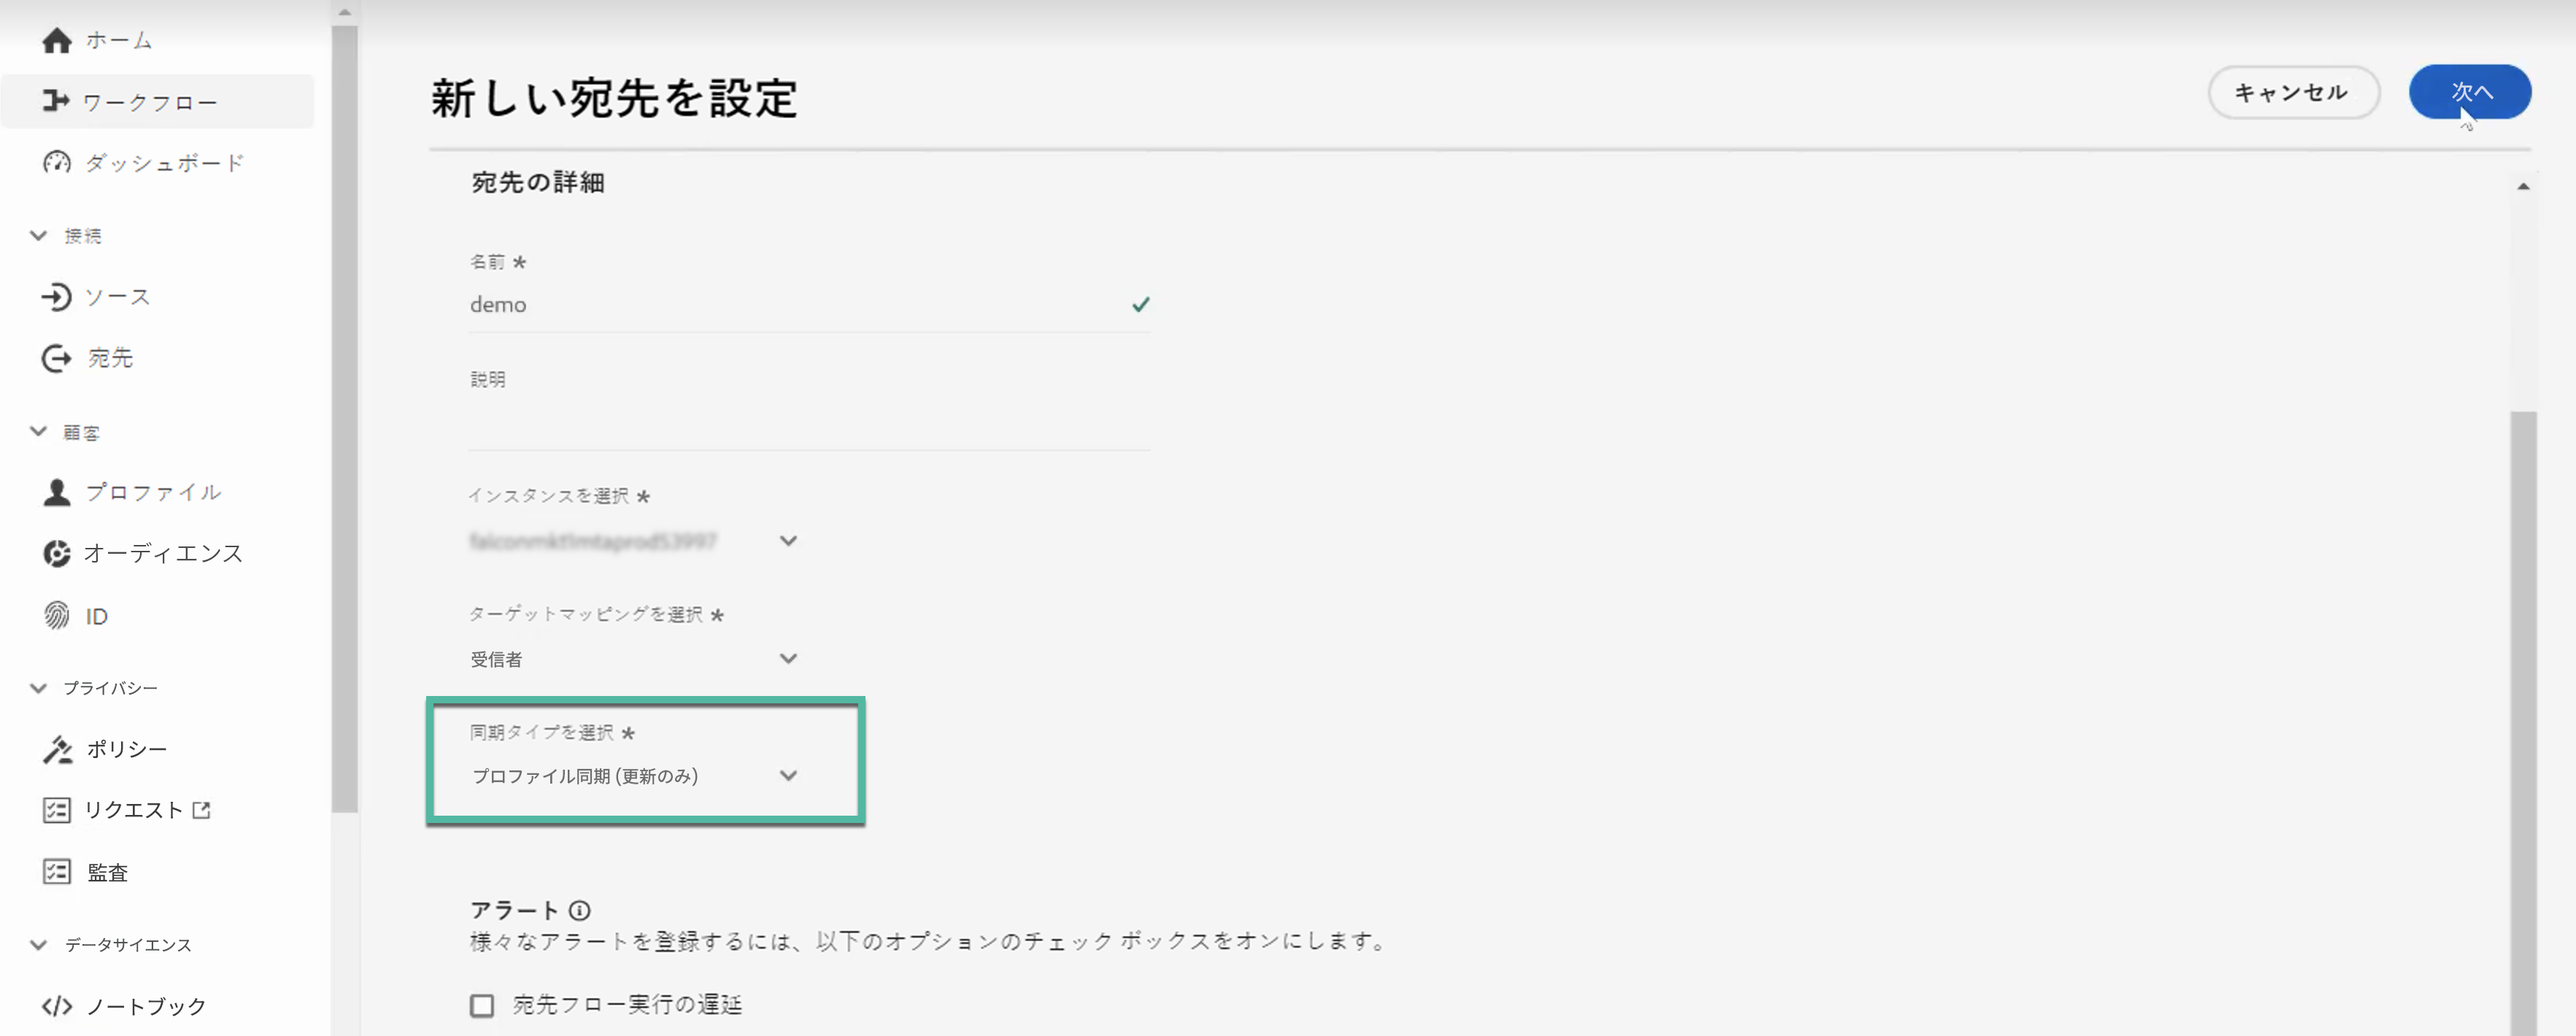 ホーム
ワークフロー
ダッシュボード
接続
ソース
宛先
顧客
プロファイル
オーディエンス
ID
プライバシー
ポリシー
リクエスト
監査
データサイエンス
ノートブック
新しい宛先を設定
キャンセル
次へ
宛先の詳細
名前 *
demo
説明
インスタンスを選択 *
ターゲットマッピングを選択 *
受信者
同期タイプを選択 *
プロファイル同期 (更新のみ)
アラート
様々なアラートを登録するには、以下のオプションのチェック ボックスをオンにします。
宛先フロー実行の遅延